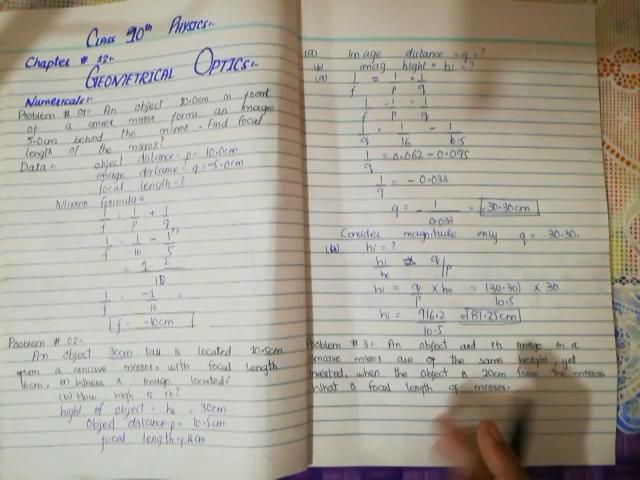 CLASS 10th PHYSICS:-
Chapter # 12:-
GEOMETRICAL OPTICS:-
Numericals:-
Problem # 01:- An object 10.0cm in front
of a convex mirror forms an image
5.0cm behind the mirror. Find focal
length of the mirror?
Data:- object distance = p = 10.0cm
image distance = q = -5.0cm
focal length = ?
Mirror formula:-
1/f = 1/p + 1/q
1/f = 1/10 - 1/5
= 1 - 2
10
1/f = -1/10
f = -10cm
Problem # 02:-
An object 30cm tall is located 10.5cm
from a concave mirror, with focal length
16cm. a) Where is image located?
(b) How high is it?
hight of object = ho = 30cm
Object distance = p = 10.5cm
focal length = f = 16cm
(a) Image distance = q = ?
(b) imag hight = hi = ?
(a) 1/f = 1/p + 1/q
1/f - 1/p = 1/q
1/q = 1/16 - 1/10.5
1/q = 0.062 - 0.095
1/q = -0.033
q = - 1/0.033 = -30.30cm
Consider magnitude only q = 30.30.
(b) hi = ?
hi/ho = q/p
hi = q/p × ho = (30.30)/10.5 × 30
hi = 916.2/10.5 = 87.25cm
Problem # 3:- An object and its image in a
concave mirror are of the same height, yet
inverted, when the object is 20cm from the mirror.
What is focal length of mirror.